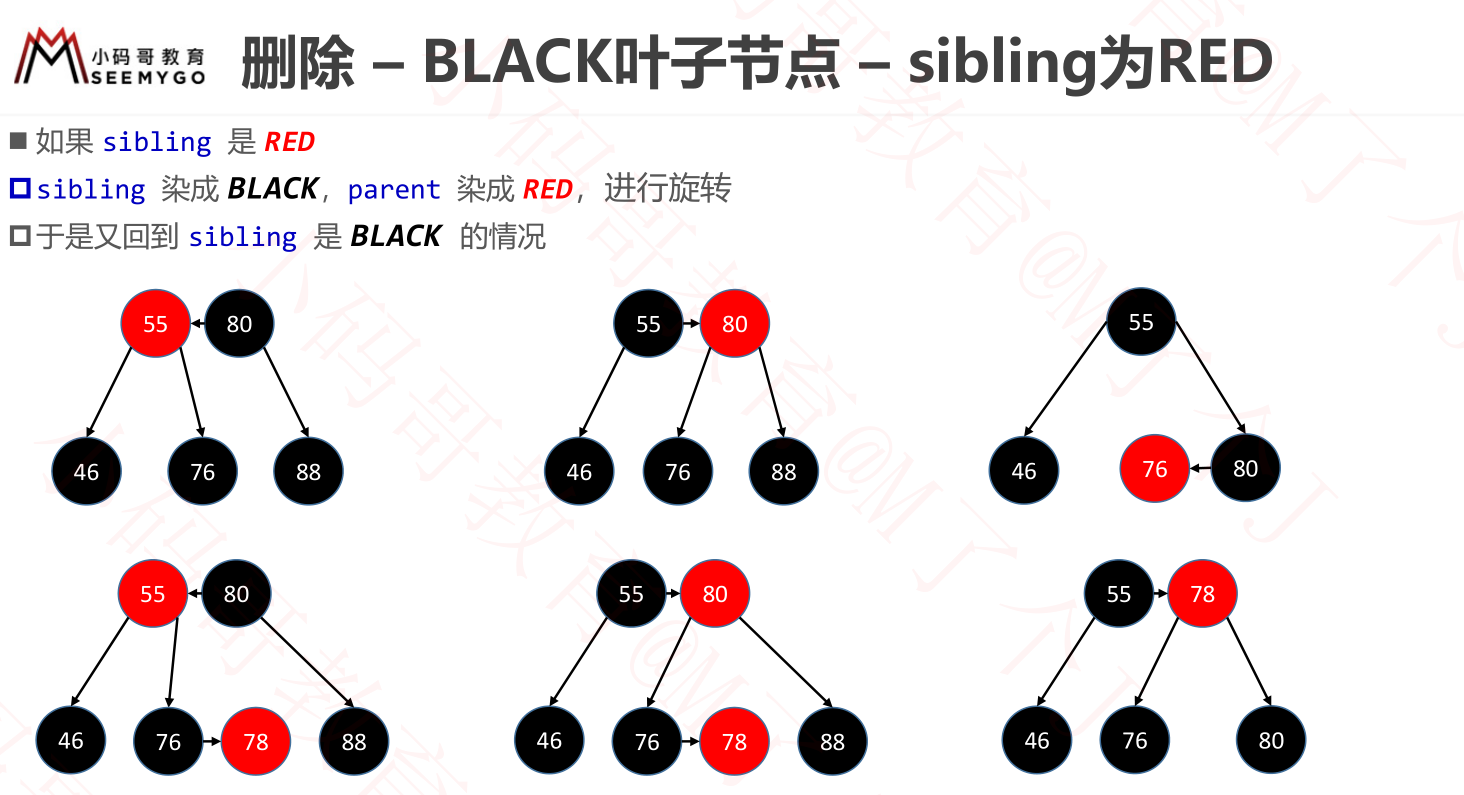 小码哥教育
SEEMYGO
删除 – BLACK叶子节点 – sibling为RED
如果 sibling 是 RED
sibling 染成 BLACK，parent 染成 RED，进行旋转
于是又回到 sibling 是 BLACK 的情况
55 80 55 80 55
46 76 88 46 76 88 46 76 80
55 80 55 80 55 78
46 76 78 88 46 76 78 88 46 76 80